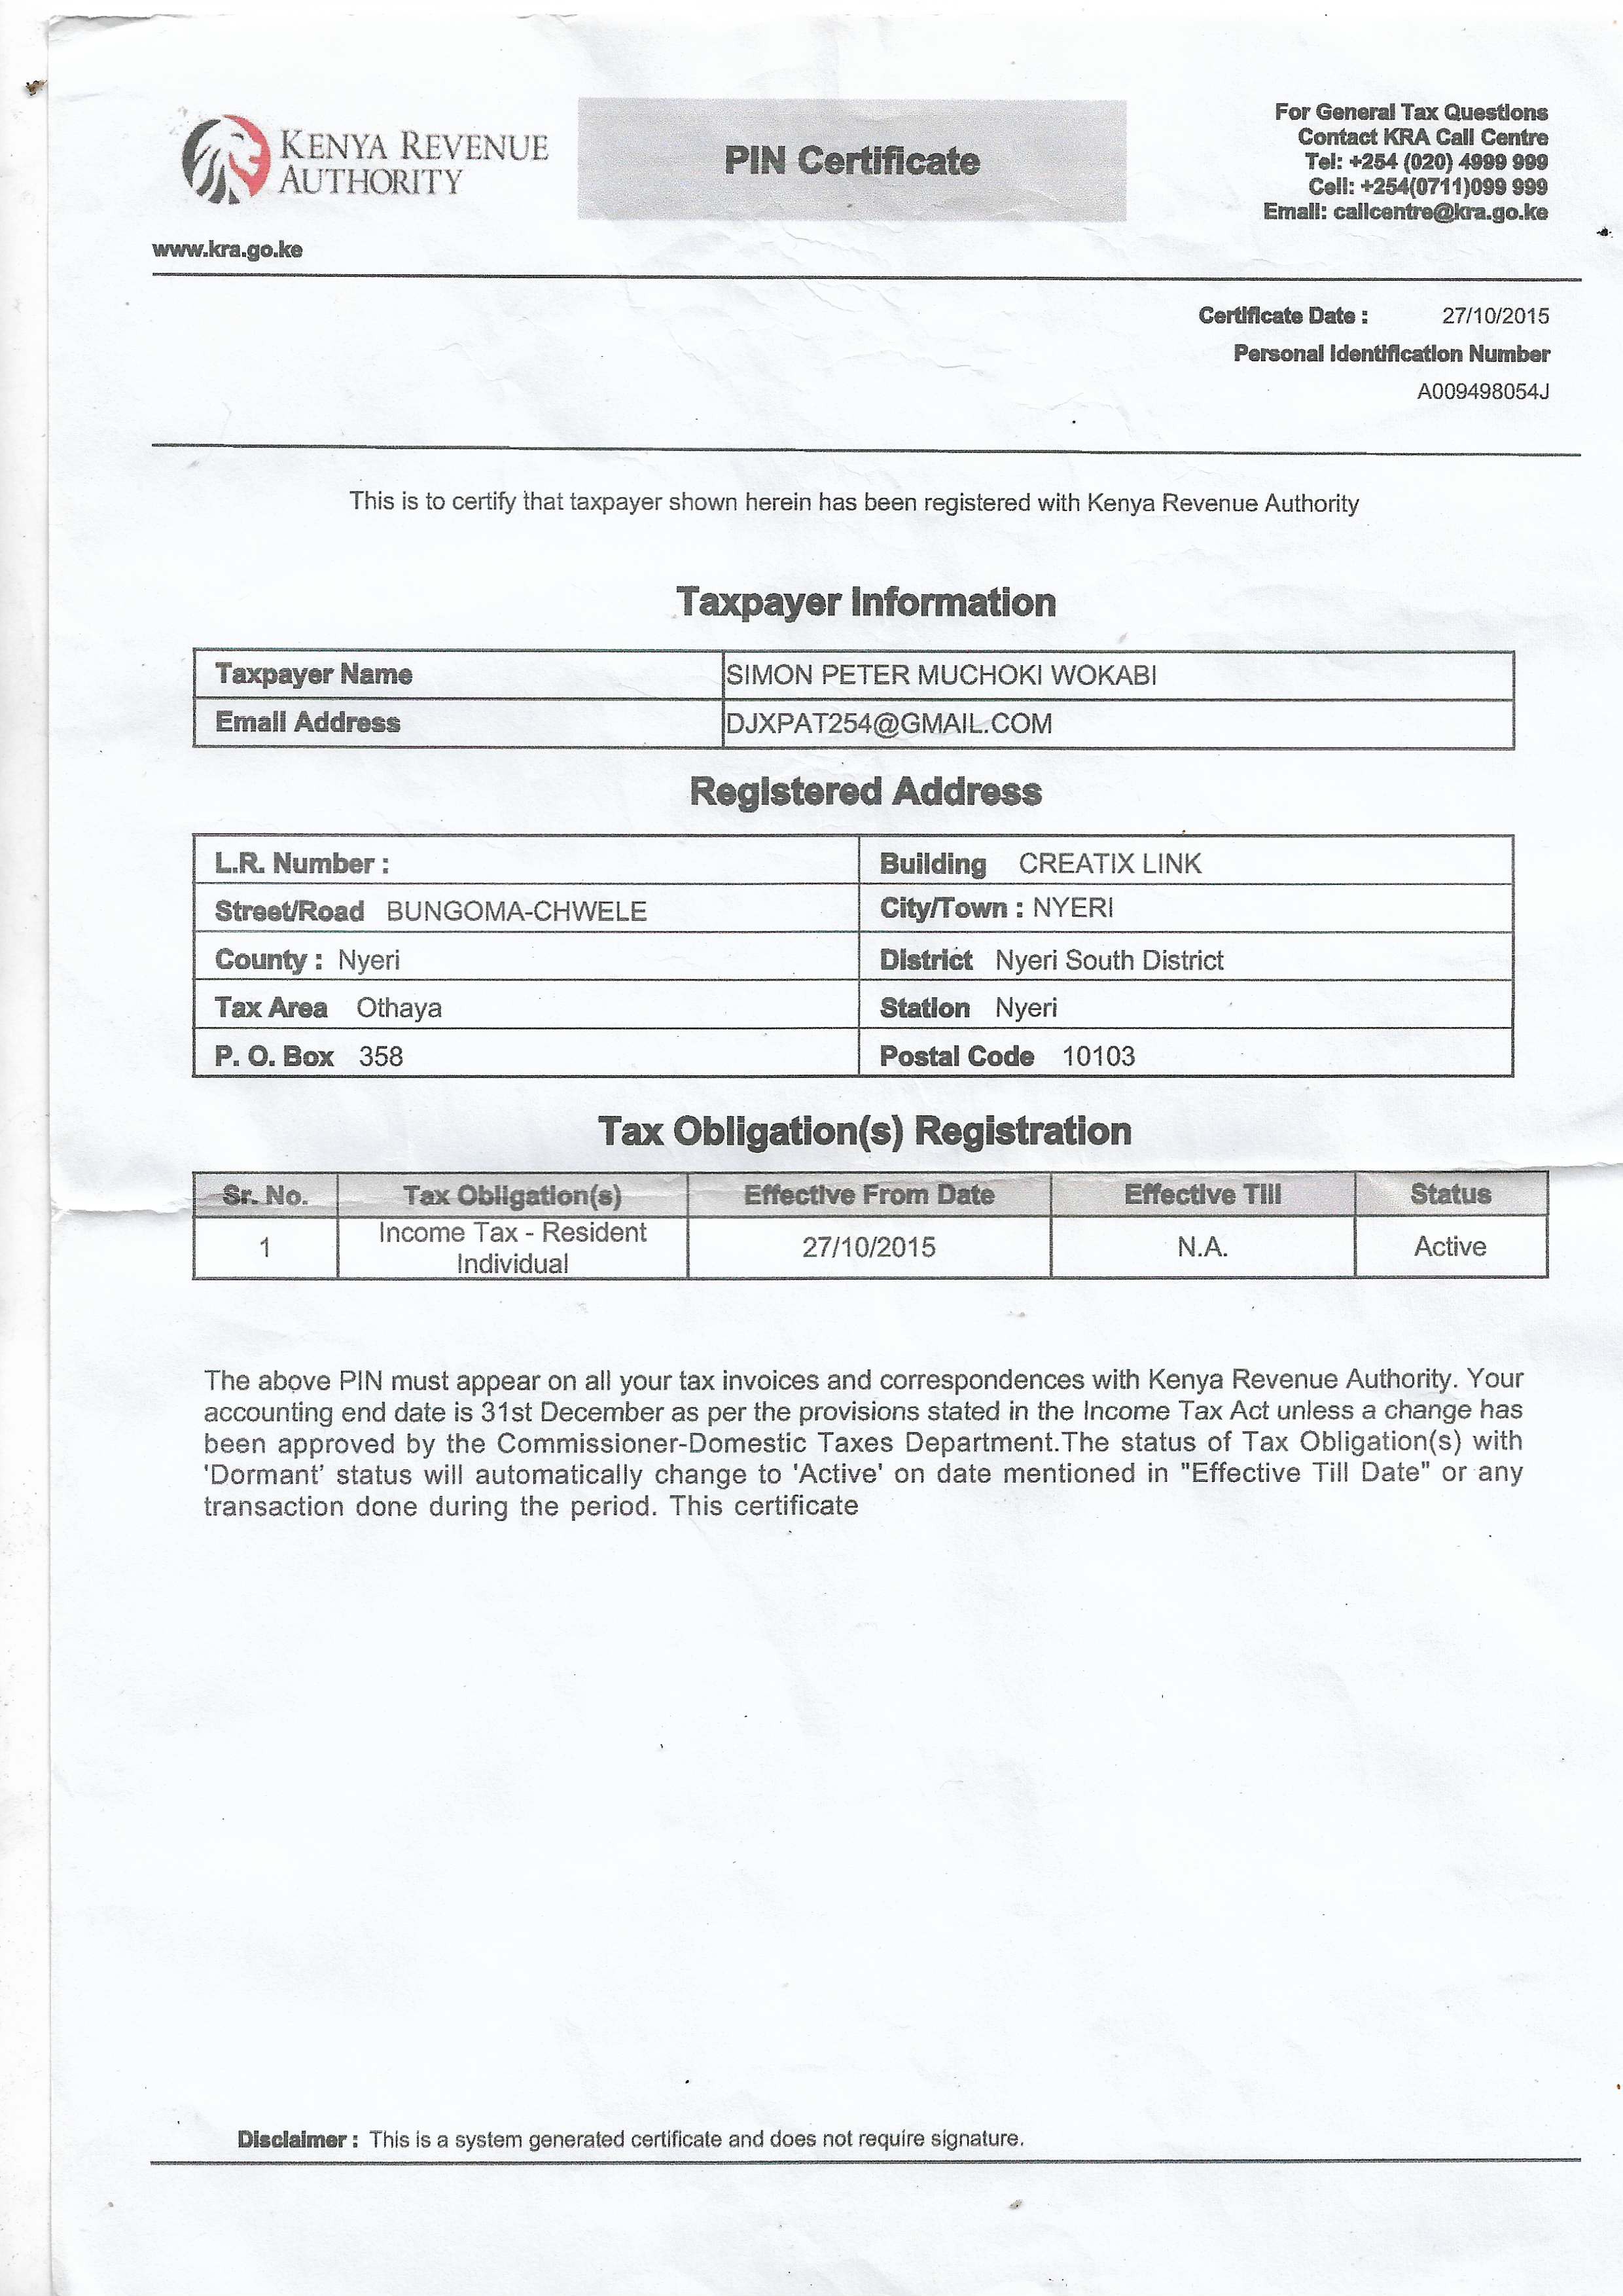 KENYA REVENUE
AUTHORITY
www.kra.go.ke
PIN Certificate
For General Tax Questions
Contact KRA Call Centre
Tel: +254 (020) 4999 999
Cell: +254(0711)099 999
Email: callcentre@kra.go.ke
Certificate Date : 27/10/2015
Personal Identification Number
A009498054J
This is to certify that taxpayer shown herein has been registered with Kenya Revenue Authority
Taxpayer Information
Taxpayer Name SIMON PETER MUCHOKI WOKABI
Email Address DJXPAT254@GMAIL.COM
Registered Address
L.R. Number : Building CREATIX LINK
Street/Road BUNGOMA-CHWELE City/Town : NYERI
County : Nyeri District Nyeri South District
Tax Area Othaya Station Nyeri
P. O. Box 358 Postal Code 10103
Tax Obligation(s) Registration
Sr. No. Tax Obligation(s) Effective From Date Effective Till Status
1 Income Tax - Resident 27/10/2015 N.A. Active
Individual
The above PIN must appear on all your tax invoices and correspondences with Kenya Revenue Authority. Your
accounting end date is 31st December as per the provisions stated in the Income Tax Act unless a change has
been approved by the Commissioner-Domestic Taxes Department.The status of Tax Obligation(s) with
'Dormant' status will automatically change to 'Active' on date mentioned in "Effective Till Date" or any
transaction done during the period. This certificate
Disclaimer : This is a system generated certificate and does not require signature.